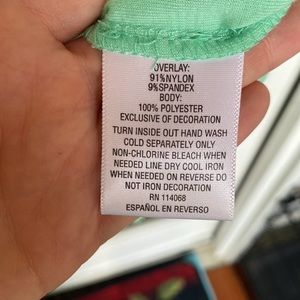 OVERLAY:
91%NYLON
9%SPANDEX
BODY:
100% POLYESTER
EXCLUSIVE OF DECORATION
TURN INSIDE OUT HAND WASH
COLD SEPARATELY ONLY
NON-CHLORINE BLEACH WHEN
NEEDED LINE DRY COOL IRON
WHEN NEEDED ON REVERSE DO
NOT IRON DECORATION
RN 114068
ESPAÑOL EN REVERSO